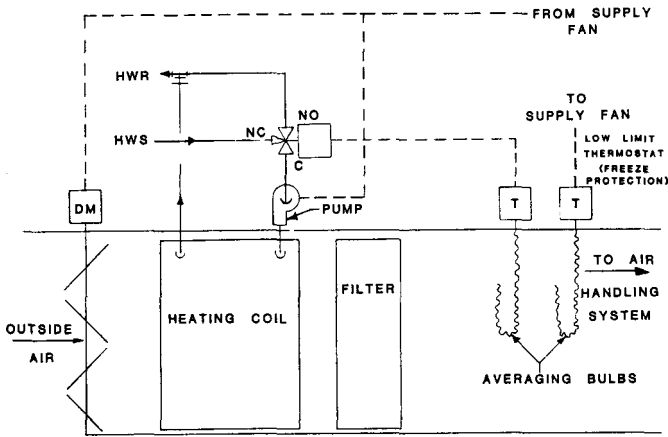 FROM SUPPLY
FAN
HWR
NO
TO
SUPPLY FAN
NC
HWS
LOW LIMIT
THERMOSTAT
(FREEZE
PROTECTION)
C
DM
PUMP
T
T
TO AIR
HANDLING
SYSTEM
HEATING COIL
FILTER
OUTSIDE
AIR
AVERAGING BULBS